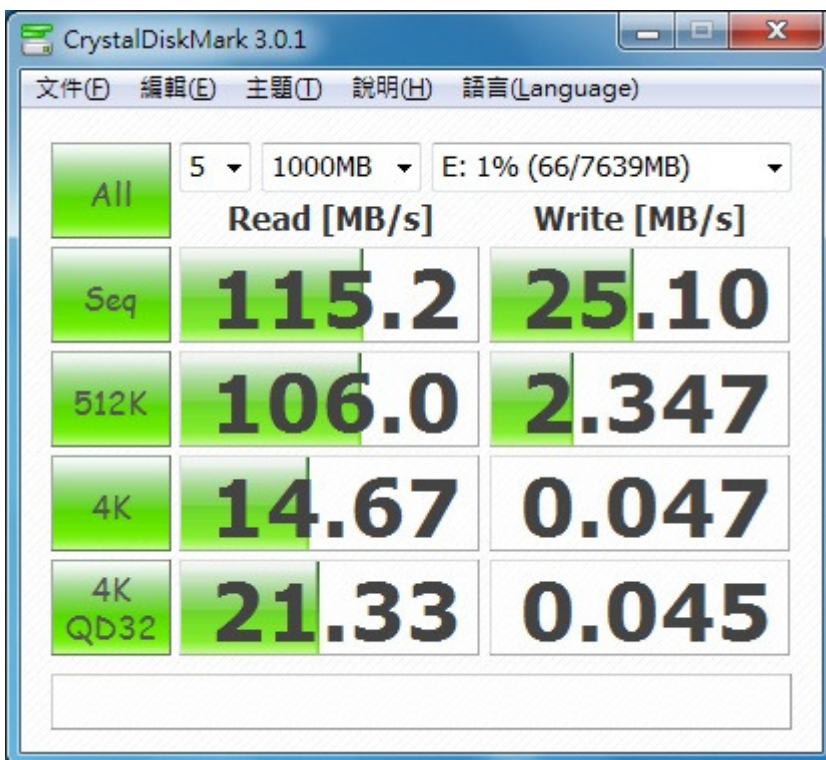 CrystalDiskMark 3.0.1
文件(F) 編輯(E) 主題(T) 說明(H) 語言(Language)
All 5 1000MB E: 1% (66/7639MB)
Read [MB/s] Write [MB/s]
Seq 115.2 25.10
512K 106.0 2.347
4K 14.67 0.047
4K
QD32 21.33 0.045